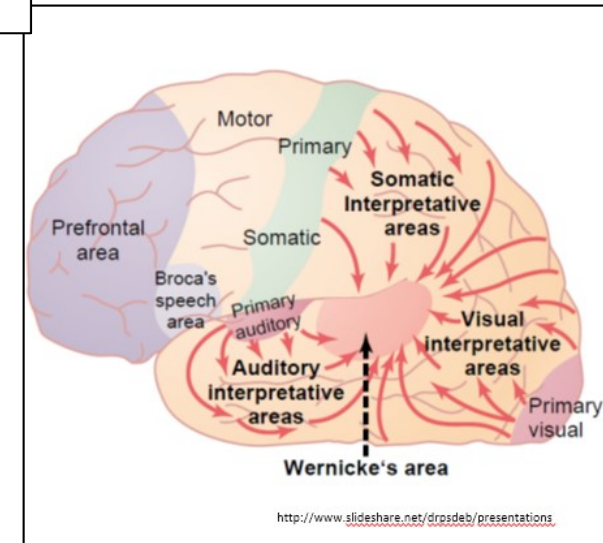 Motor
Primary
Somatic
Interpretative
areas
Prefrontal
area
Somatic
Broca's
speech
area
Primary
auditory
Visual
interpretative
areas
Auditory
interpretative
areas
Primary
visual
Wernicke's area
http://www.slideshare.net/drpsdeb/presentations